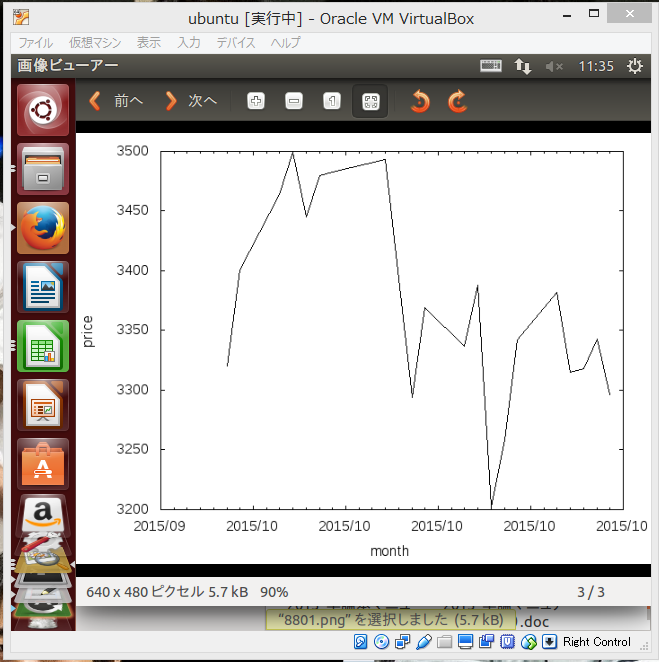 ubuntu [実行中] - Oracle VM VirtualBox
ファイル 仮想マシン 表示 入力 デバイス ヘルプ
画像ビューアー 11:35
前へ 次へ
3500
3450
3400
3350
3300
3250
3200
price
2015/09 2015/10 2015/10 2015/10 2015/10 2015/10
month
640 x 480 ピクセル 5.7 kB 90% 3 / 3
“8801.png” を選択しました (5.7 kB) ).doc
Right Control